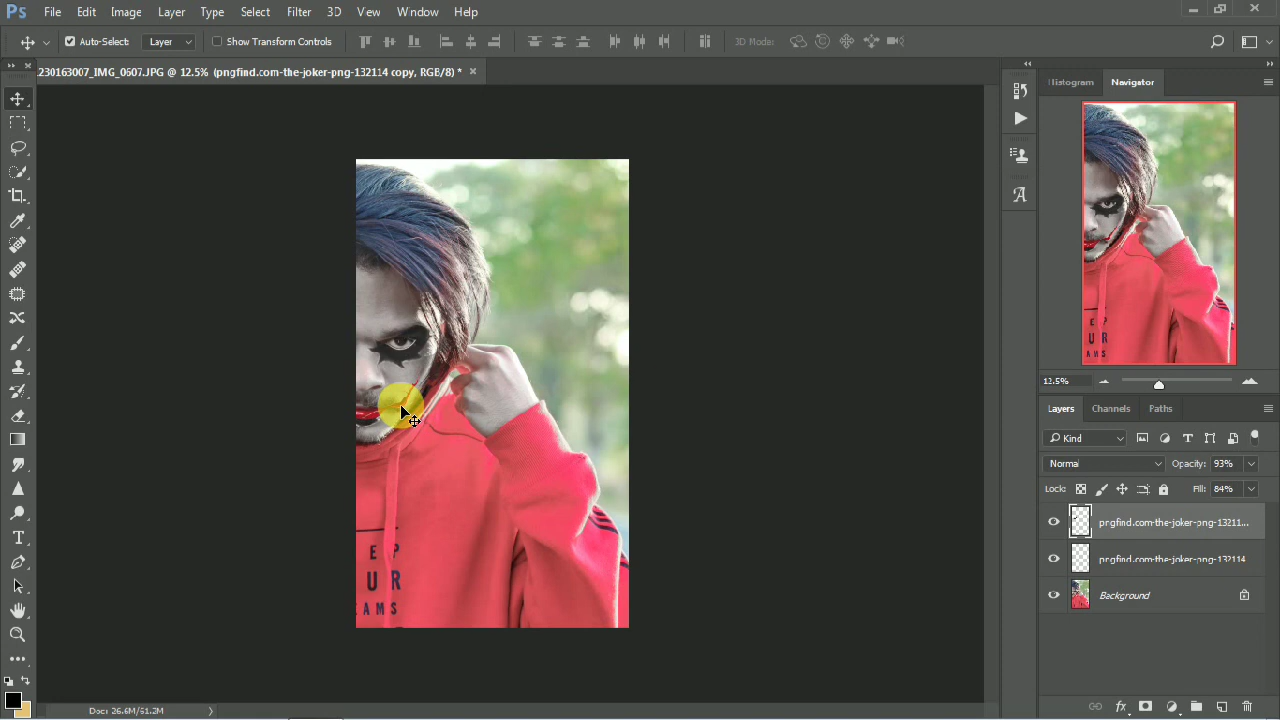 Ps File Edit Image Layer Type Select Filter 3D View Window Help
Auto-Select: Layer Show Transform Controls 3D Mode:
230163007_IMG_0607.JPG @ 12.5% (pngfind.com-the-joker-png-132114 copy, RGB/8) *
Histogram Navigator
12.5%
Layers Channels Paths
Kind
Normal Opacity: 93%
Lock: Fill: 84%
pngfind.com-the-joker-png-13211...
pngfind.com-the-joker-png-132114
Background
E P
U R
A M S
Doc: 26.6M/61.2M